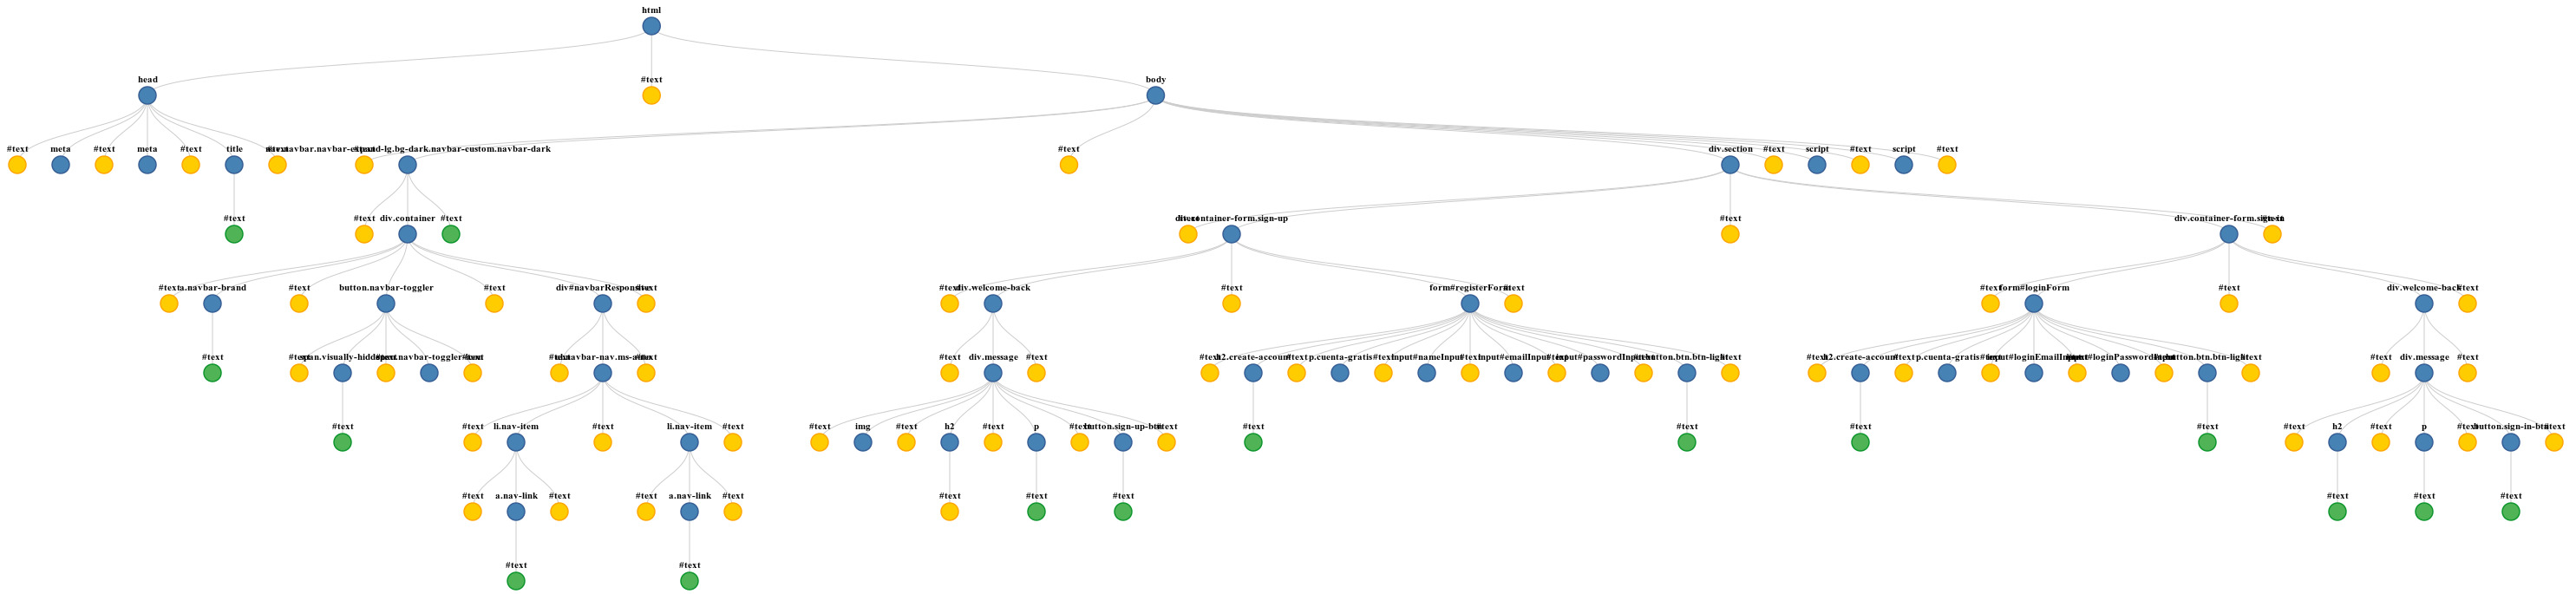 html
head
#text
body
#text
meta
#text
meta
#text
title
#text
nav.navbar.navbar-expand-lg.bg-dark.navbar-custom.navbar-dark
#text
div.section
#text
script
#text
script
#text
#text
#text
div.container
#text
div.container-form.sign-up
#text
div.container-form.sign-in
#text
#text
a.navbar-brand
#text
button.navbar-toggler
#text
div#navbarResponsive
#text
#text
div.welcome-back
#text
form#registerForm
#text
#text
form#loginForm
#text
div.welcome-back
#text
#text
#text
span.visually-hidden
#text
span.navbar-toggler-icon
#text
#text
ul.navbar-nav.ms-auto
#text
#text
div.message
#text
#text
h2.create-account
#text
p.cuenta-gratis
#text
input#nameInput
#text
input#emailInput
#text
input#passwordInput
#text
button.btn.btn-light
#text
#text
h2.create-account
#text
p.cuenta-gratis
#text
input#loginEmailInput
#text
input#loginPasswordInput
#text
button.btn.btn-light
#text
#text
div.message
#text
#text
#text
li.nav-item
#text
li.nav-item
#text
#text
img
#text
h2
#text
p
#text
button.sign-up-btn
#text
#text
#text
#text
#text
#text
h2
#text
p
#text
button.sign-in-btn
#text
#text
a.nav-link
#text
#text
a.nav-link
#text
#text
#text
#text
#text
#text
#text
#text
#text